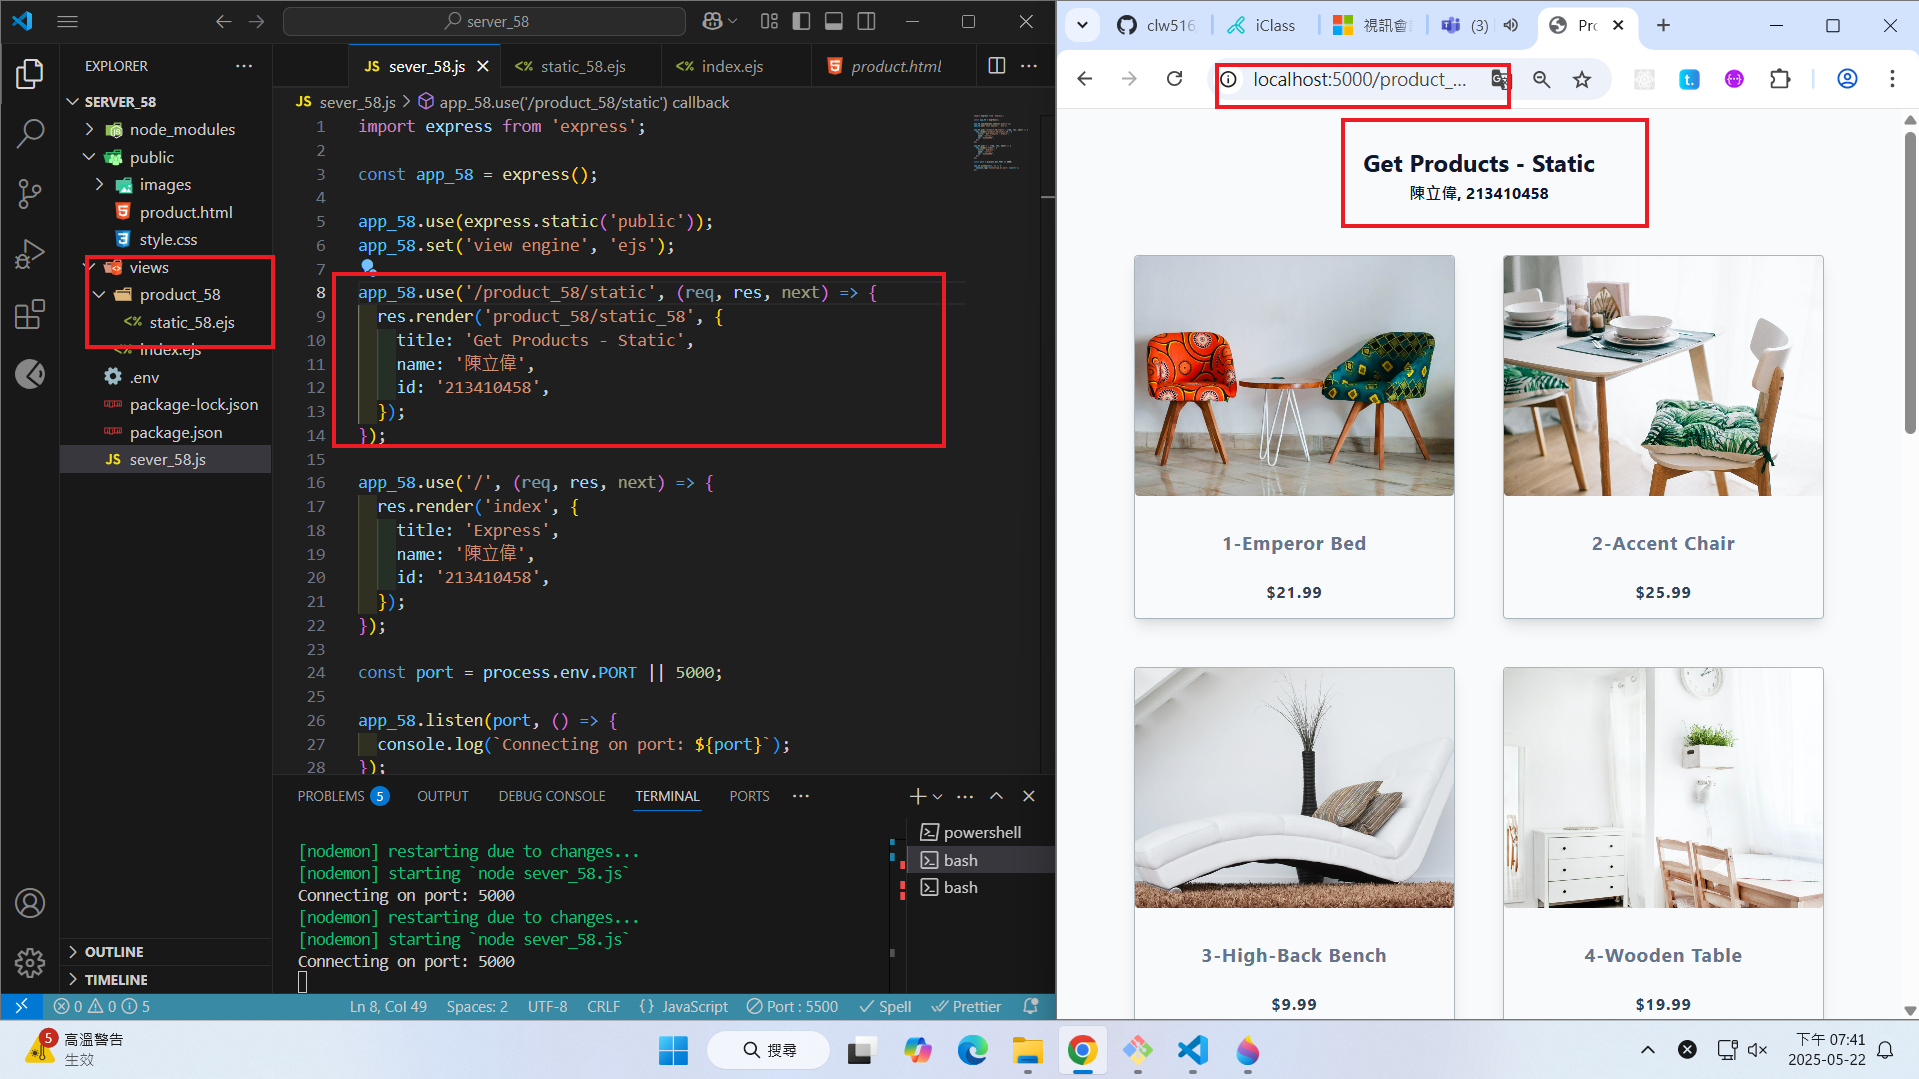 server_58
EXPLORER
SERVER_58
node_modules
public
images
product.html
style.css
views
product_58
static_58.ejs
index.ejs
.env
package-lock.json
package.json
JS sever_58.js
OUTLINE
TIMELINE
JS sever_58.js
static_58.ejs
index.ejs
product.html
JS sever_58.js > app_58.use('/product_58/static') callback
1 import express from 'express';
2
3 const app_58 = express();
4
5 app_58.use(express.static('public'));
6 app_58.set('view engine', 'ejs');
7
8 app_58.use('/product_58/static', (req, res, next) => {
9 res.render('product_58/static_58', {
10 title: 'Get Products - Static',
11 name: '陳立偉',
12 id: '213410458',
13 });
14 });
15
16 app_58.use('/', (req, res, next) => {
17 res.render('index', {
18 title: 'Express',
19 name: '陳立偉',
20 id: '213410458',
21 });
22 });
23
24 const port = process.env.PORT || 5000;
25
26 app_58.listen(port, () => {
27 console.log(`Connecting on port: ${port}`);
28 });
PROBLEMS 5 OUTPUT DEBUG CONSOLE TERMINAL PORTS
[nodemon] restarting due to changes...
[nodemon] starting `node sever_58.js`
Connecting on port: 5000
[nodemon] restarting due to changes...
[nodemon] starting `node sever_58.js`
Connecting on port: 5000
powershell
bash
bash
0 0 5 Ln 8, Col 49 Spaces: 2 UTF-8 CRLF {} JavaScript Port : 5500 Spell Prettier
clw516
iClass
視訊會
(3)
Pr
localhost:5000/product_...
Get Products - Static
陳立偉, 213410458
1-Emperor Bed
$21.99
2-Accent Chair
$25.99
3-High-Back Bench
$9.99
4-Wooden Table
$19.99
5
高溫警告
生效
搜尋
下午 07:41
2025-05-22